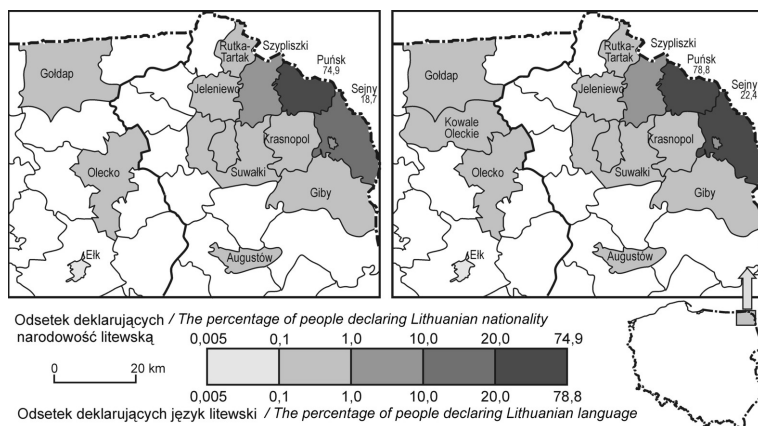 Rutka-
Tartak
Szypliszki
Puńsk
74,9
Sejny
18,7
Gołdap
Jeleniewo
Krasnopol
Olecko
Suwałki
Giby
Ełk
Augustów
Rutka-
Tartak
Szypliszki
Puńsk
78,8
Sejny
22,4
Gołdap
Jeleniewo
Kowale
Oleckie
Krasnopol
Olecko
Suwałki
Giby
Ełk
Augustów
Odsetek deklarujących / The percentage of people declaring Lithuanian nationality
narodowość litewską
0,005 0,1 1,0 10,0 20,0 74,9
0 20 km
0,005 0,1 1,0 10,0 20,0 78,8
Odsetek deklarujących język litewski / The percentage of people declaring Lithuanian language